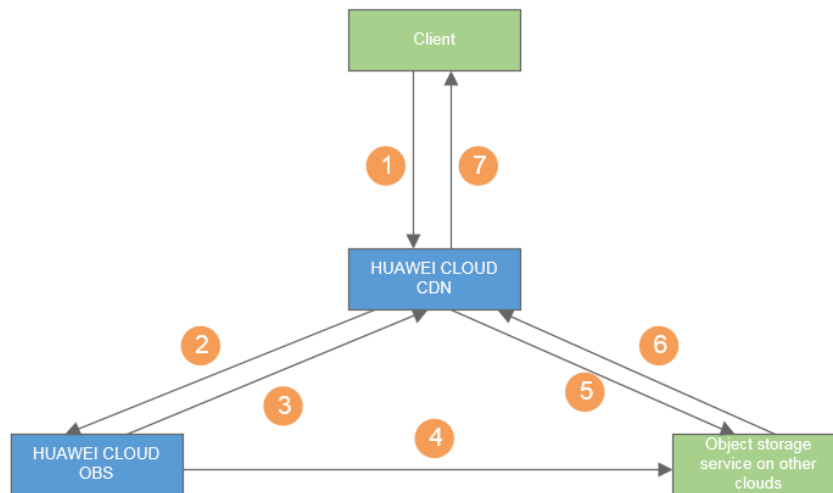 Client
1
7
HUAWEI CLOUD
CDN
2
6
3
5
4
HUAWEI CLOUD
OBS
Object storage
service on other
clouds